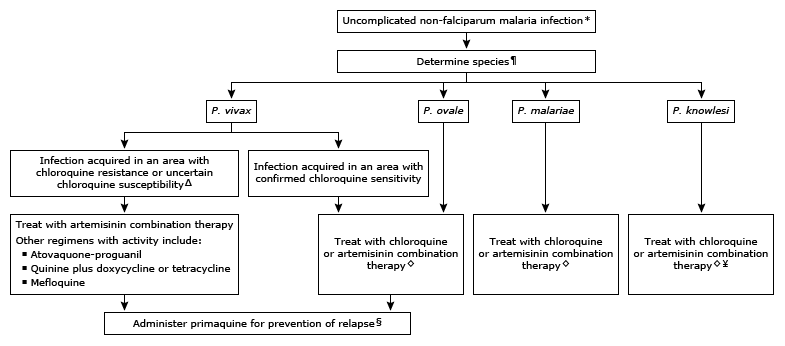 Uncomplicated non-falciparum malaria infection*
Determine species¶
P. vivax
P. ovale
P. malariae
P. knowlesi
Infection acquired in an area with
chloroquine resistance or uncertain
chloroquine susceptibilityΔ
Infection acquired in an area with
confirmed chloroquine sensitivity
Treat with artemisinin combination therapy
Other regimens with activity include:
▪ Atovaquone-proguanil
▪ Quinine plus doxycycline or tetracycline
▪ Mefloquine
Treat with chloroquine
or artemisinin combination
therapy◇
Treat with chloroquine
or artemisinin combination
therapy◇
Treat with chloroquine
or artemisinin combination
therapy◇¥
Administer primaquine for prevention of relapse§